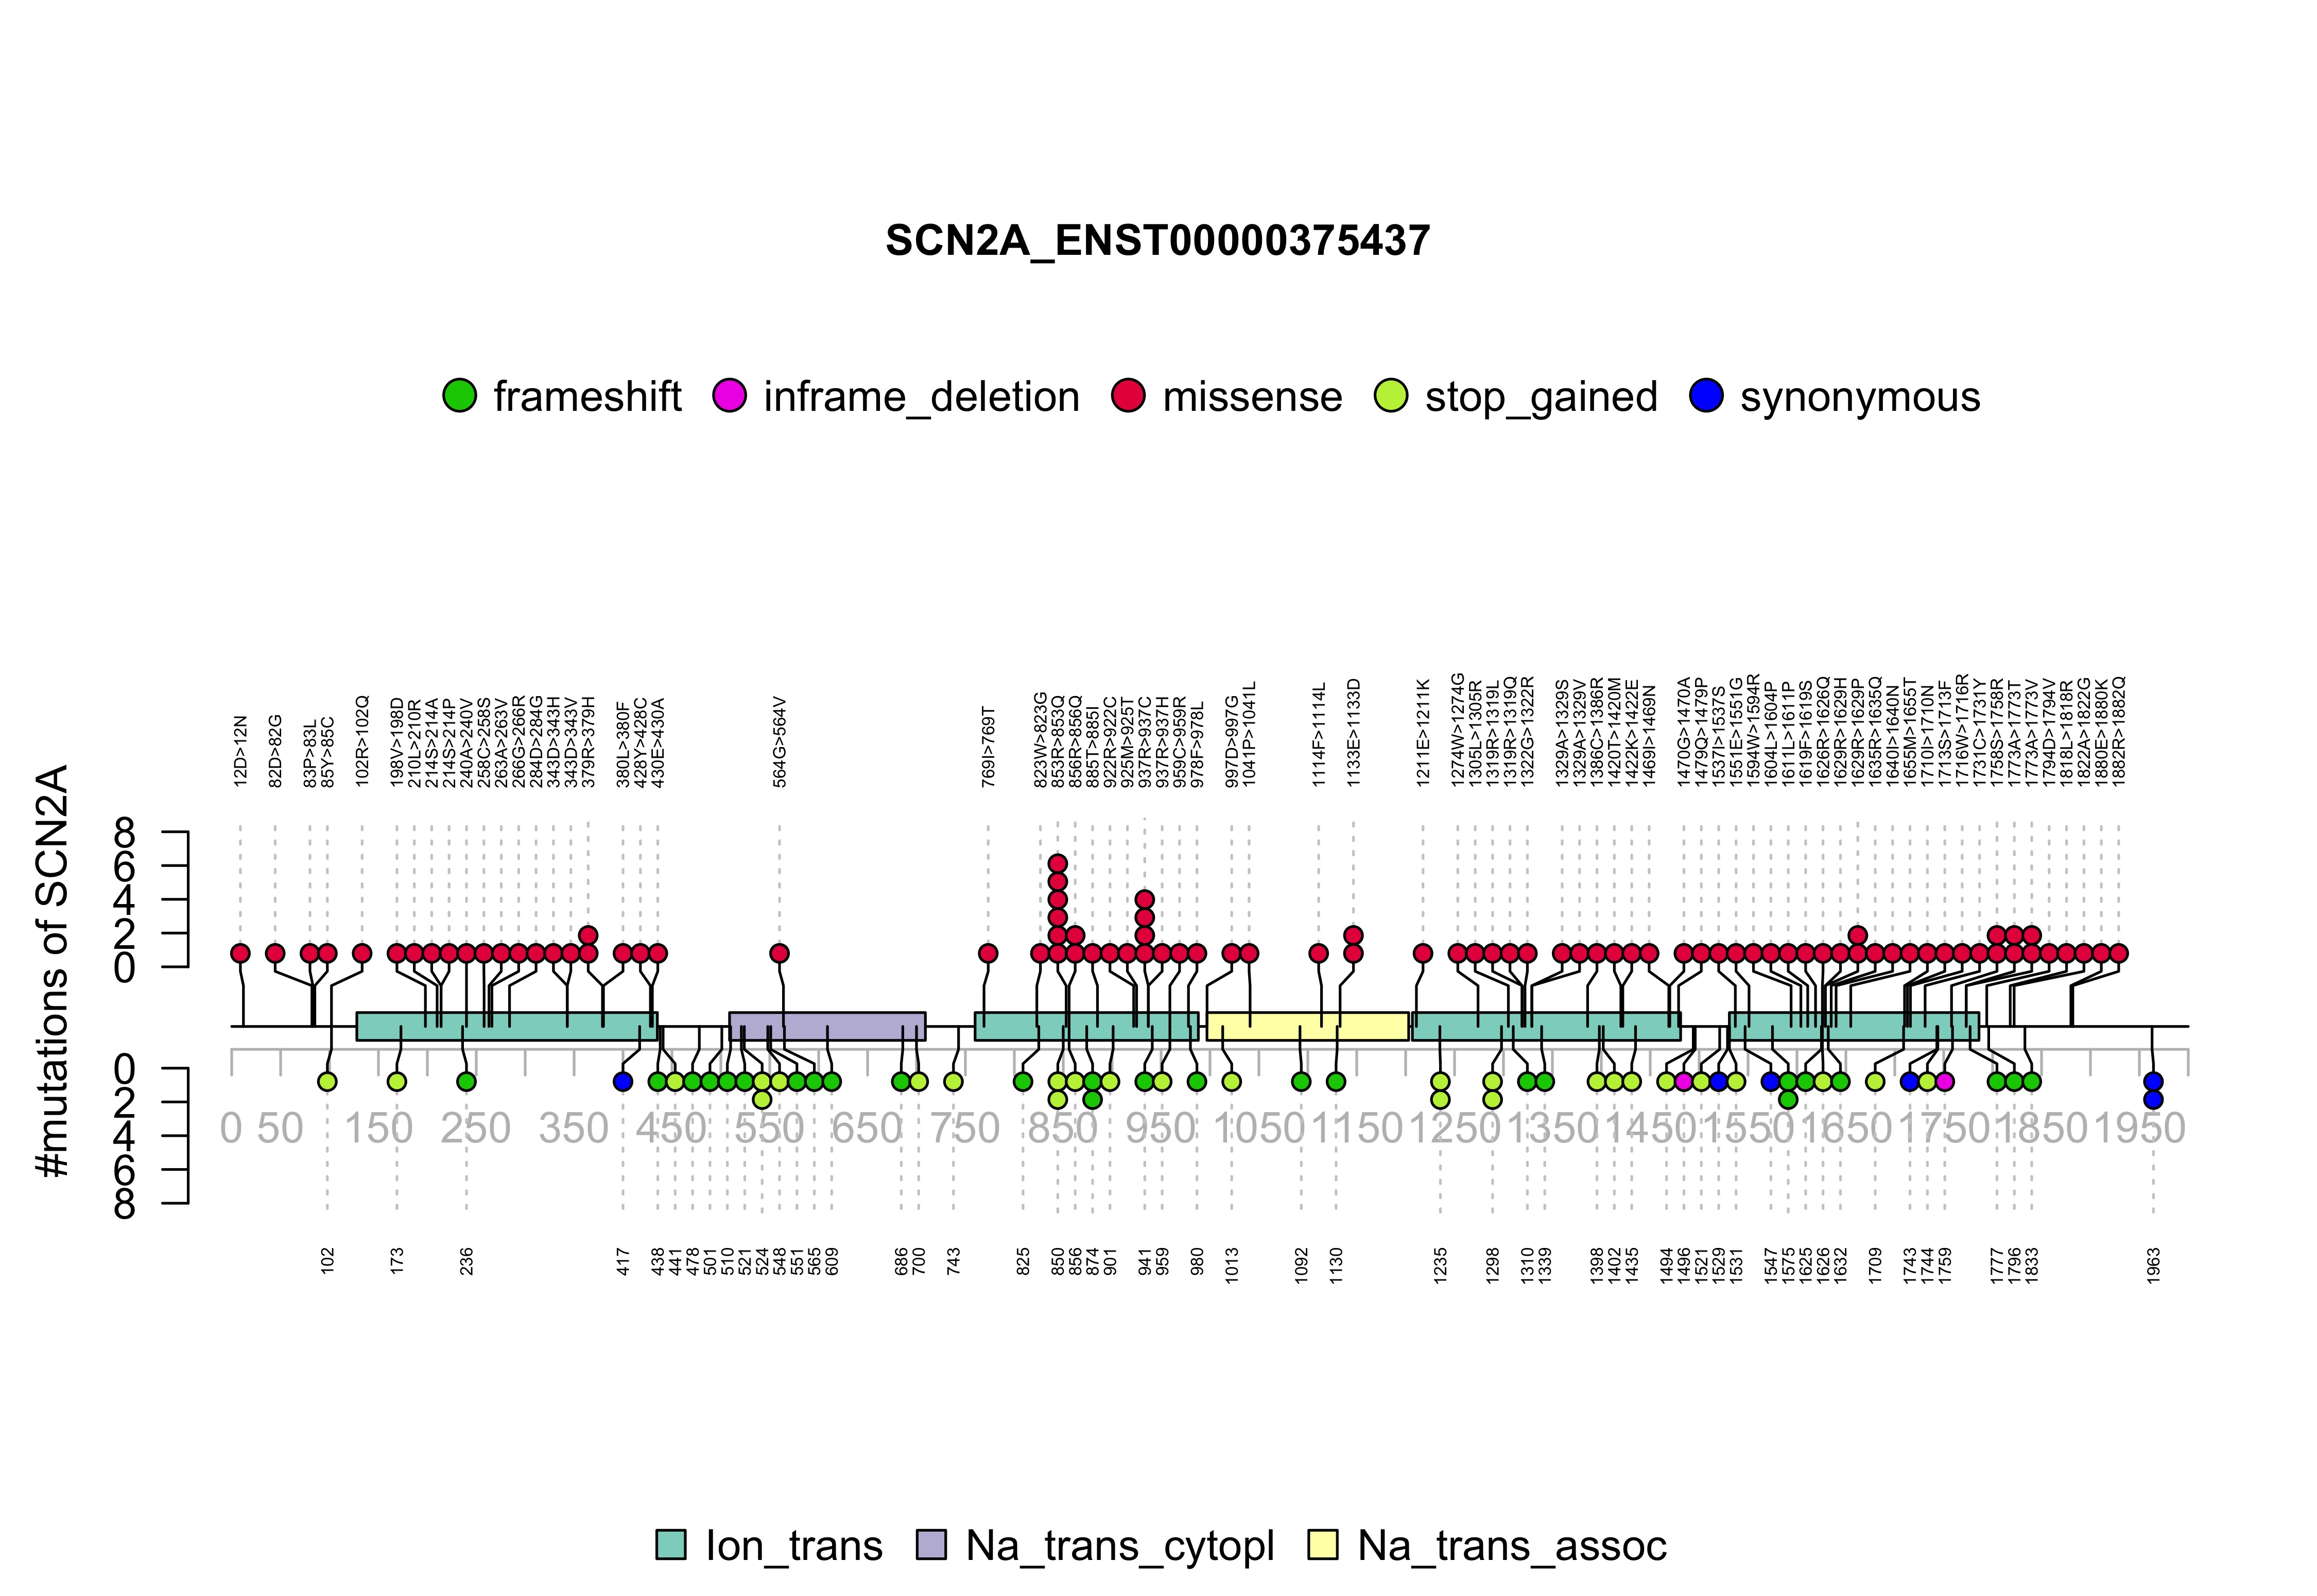 SCN2A_ENST00000375437
frameshift inframe_deletion missense stop_gained synonymous
12D>12N 82D>82G 83P>83L 85Y>85C 102R>102Q 198V>198D 210L>210R 214S>214A 214S>214P 240A>240V 258C>258S 263A>263V 266G>266R 284D>284G 343D>343H 343D>343V 379R>379H 380L>380F 428Y>428C 430E>430A 564G>564V 769I>769T 823W>823G 853R>853Q 856R>856Q 885T>885I 922R>922C 925M>925T 937R>937C 937R>937H 959C>959R 978F>978L 997D>997G 1041P>1041L 1114F>1114L 1133E>1133D 1211E>1211K 1274W>1274G 1305L>1305R 1319R>1319L 1319R>1319Q 1322G>1322R 1329A>1329S 1329A>1329V 1386C>1386R 1420T>1420M 1422K>1422E 1469I>1469N 1470G>1470A 1479Q>1479P 1537I>1537S 1551E>1551G 1594W>1594R 1604L>1604P 1611L>1611P 1619F>1619S 1626R>1626Q 1629R>1629H 1629R>1629P 1635R>1635Q 1640I>1640N 1655M>1655T 1710I>1710N 1713S>1713F 1716W>1716R 1731C>1731Y 1758S>1758R 1773A>1773T 1773A>1773V 1794D>1794V 1818L>1818R 1822A>1822G 1880E>1880K 1882R>1882Q
#mutations of SCN2A
8
6
4
2
0
0
2
4
6
8
0 50 150 250 350 450 550 650 750 850 950 1050 1150 1250 1350 1450 1550 1650 1750 1850 1950
102 173 236 417 438 441 478 501 510 521 524 548 551 565 609 686 700 743 825 850 856 874 901 941 959 980 1013 1092 1130 1235 1298 1310 1339 1398 1402 1435 1494 1496 1521 1529 1531 1547 1575 1625 1626 1632 1709 1743 1744 1759 1777 1796 1833 1963
Ion_trans Na_trans_cytopl Na_trans_assoc